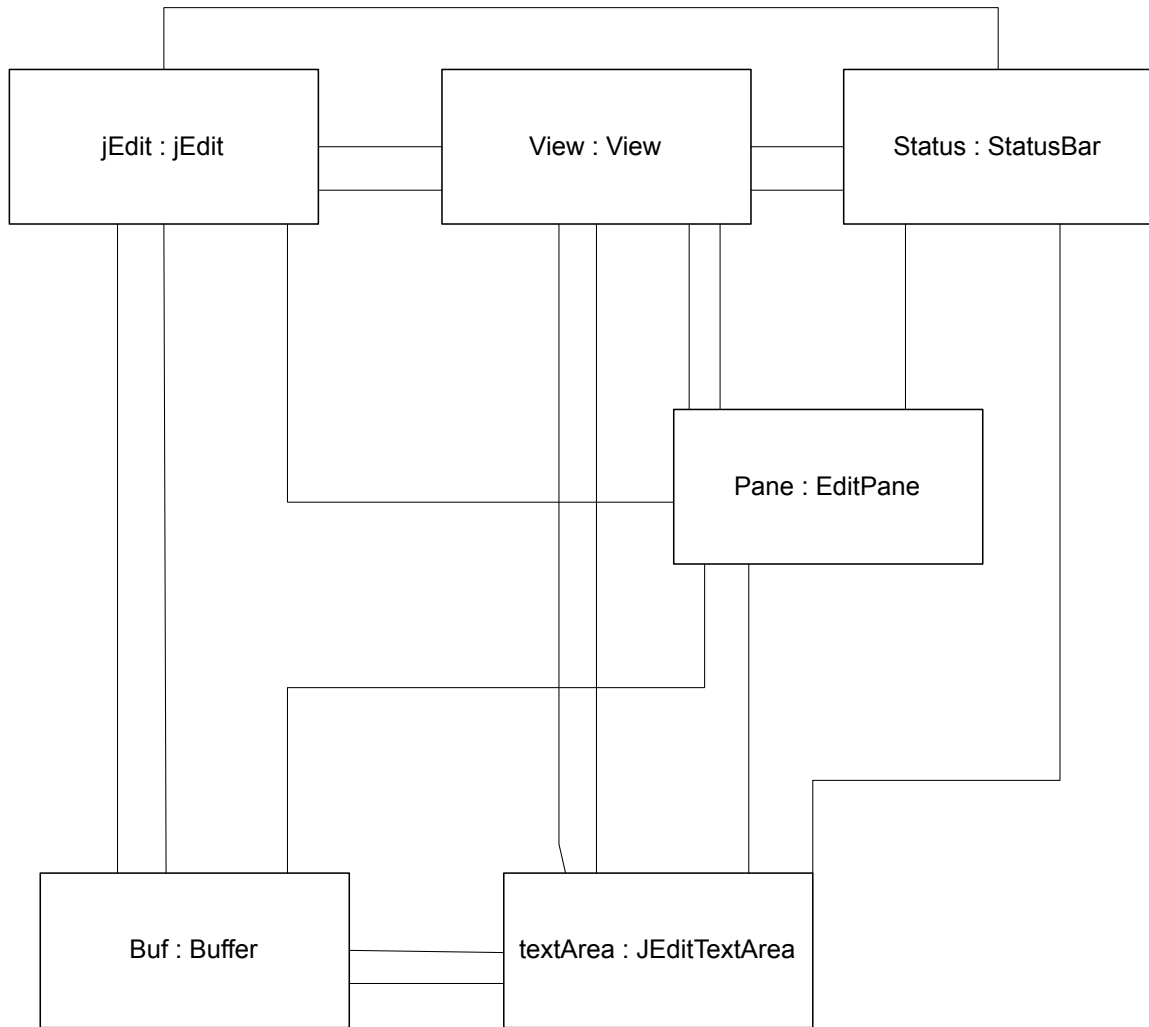 jEdit : jEdit
View : View
Status : StatusBar
Pane : EditPane
Buf : Buffer
textArea : JEditTextArea